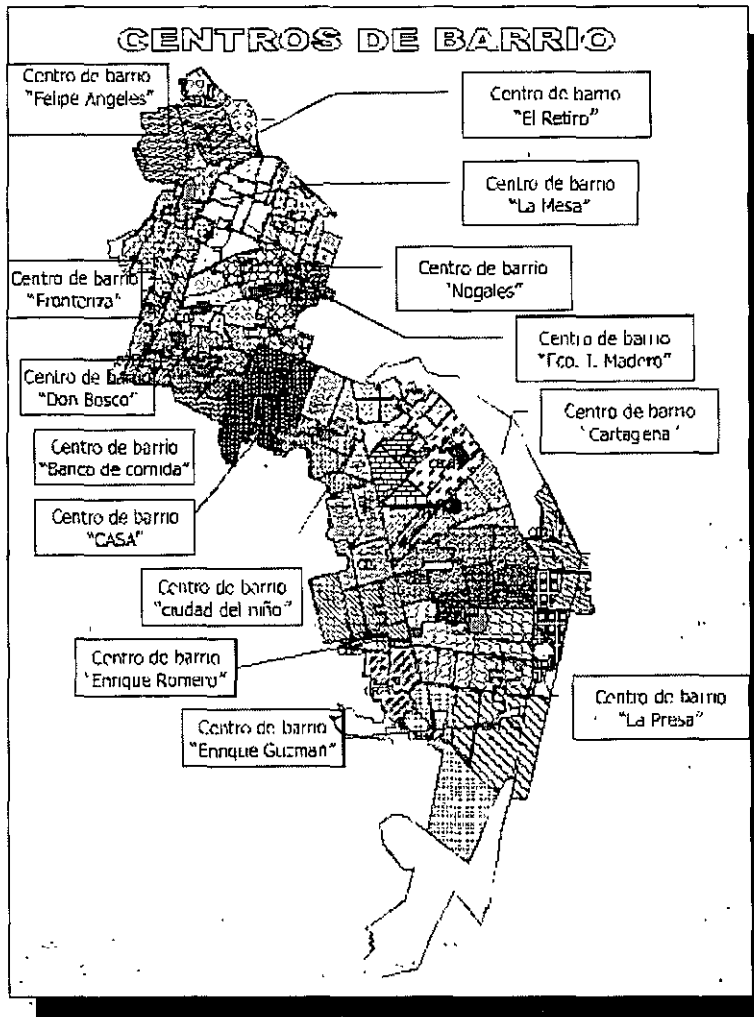 CENTROS DE BARRIO
Centro de barrio
"Felipe Angeles"
Centro de barrio
"El Retiro"
Centro de barrio
"La Mesa"
Centro de barrio
"Nogales"
Centro de barrio
"Fronteriza"
Centro de barrio
"Fco. I. Madero"
Centro de barrio
"Don Bosco"
Centro de barrio
"Cartagena"
Centro de barrio
"Banco de comida"
Centro de barrio
"CASA"
Centro de barrio
"ciudad del niño"
Centro de barrio
"Enrique Romero"
Centro de barrio
"La Presa"
Centro de barrio
"Enrique Guzman"